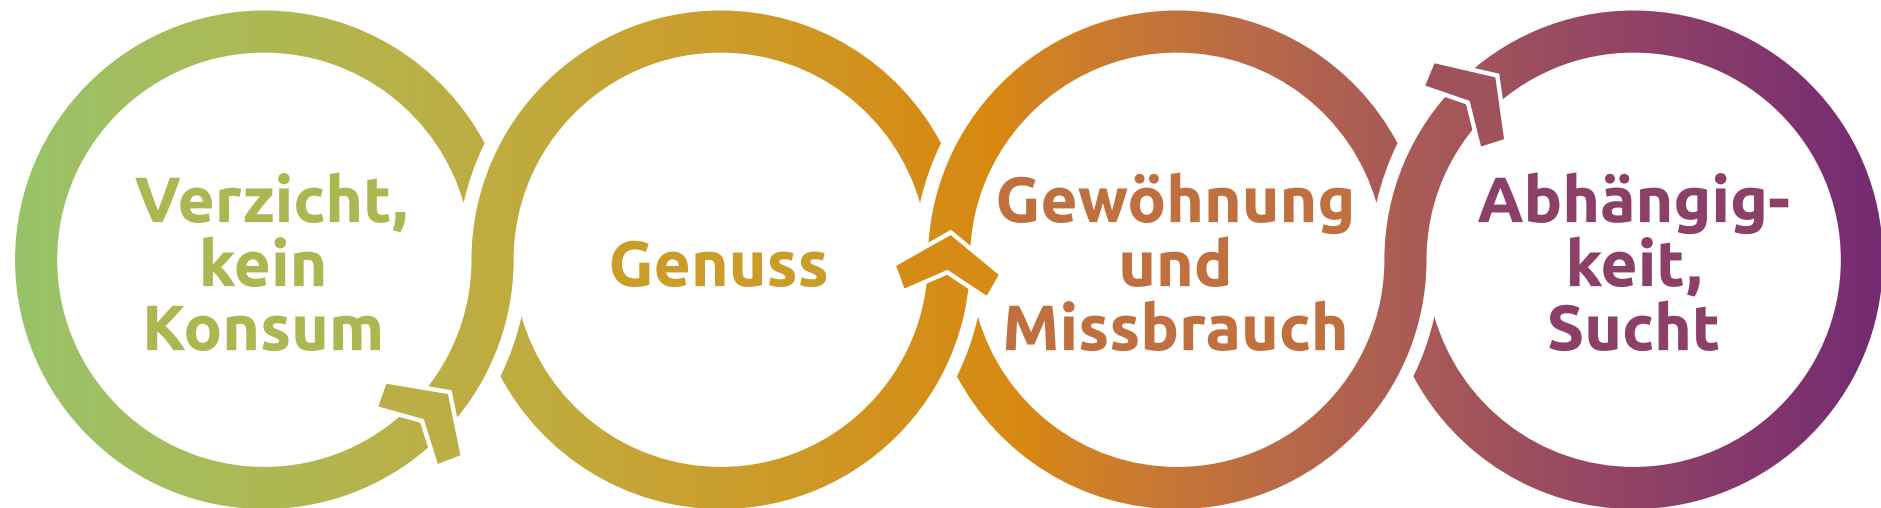 Verzicht,
kein
Konsum
Genuss
Gewöhnung
und
Missbrauch
Abhängig-
keit,
Sucht